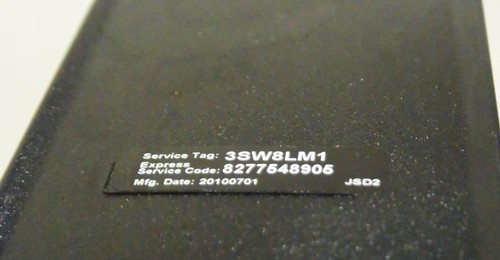 Service Tag: 3SW8LM1
Express
Service Code: 8277548905
Mfg. Date: 20100701 JSD2